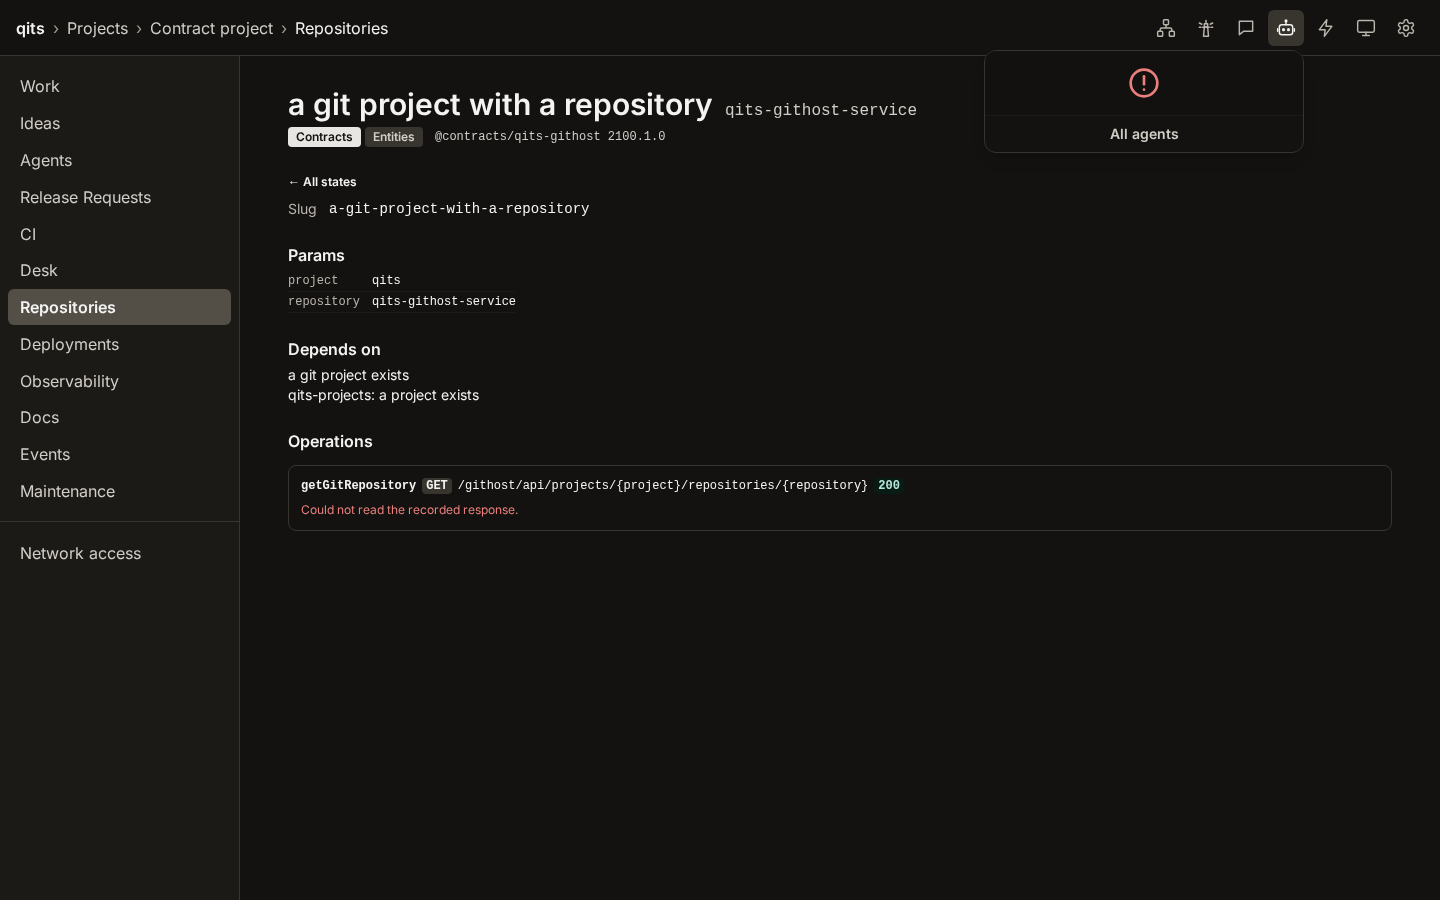 qits › Projects › Contract project › Repositories
Work
Ideas
Agents
Release Requests
CI
Desk
Repositories
Deployments
Observability
Docs
Events
Maintenance
Network access
All agents
a git project with a repository qits-githost-service
Contracts Entities @contracts/qits-githost 2100.1.0
← All states
Slug a-git-project-with-a-repository
Params
project qits
repository qits-githost-service
Depends on
a git project exists
qits-projects: a project exists
Operations
getGitRepository GET /githost/api/projects/{project}/repositories/{repository} 200
Could not read the recorded response.